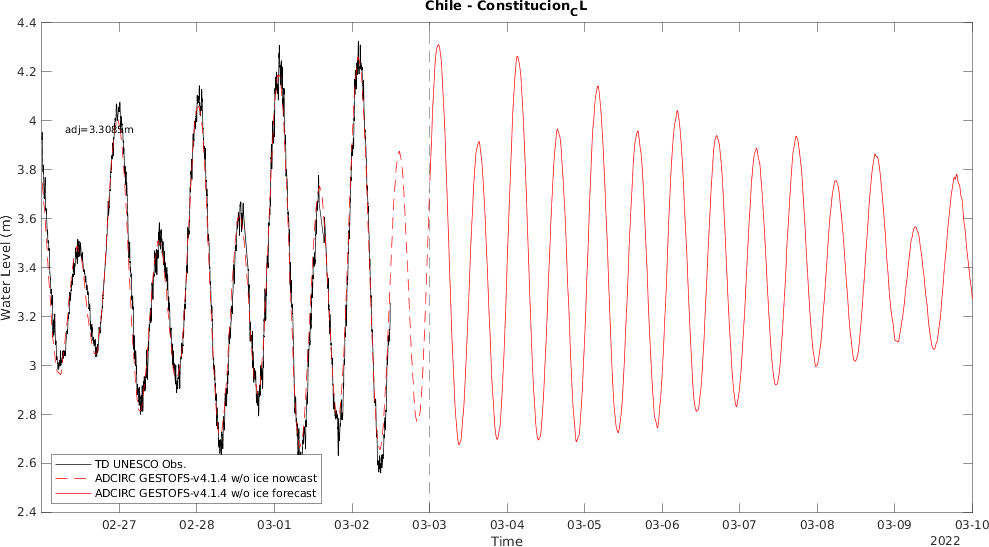 Chile - Constitucion_CL
4.4
4.2
4
3.8
3.6
3.4
3.2
3
2.8
2.6
2.4
Water Level (m)
adj=3.3085m
TD UNESCO Obs.
ADCIRC GESTOFS-v4.1.4 w/o ice nowcast
ADCIRC GESTOFS-v4.1.4 w/o ice forecast
02-27 02-28 03-01 03-02 03-03 03-04 03-05 03-06 03-07 03-08 03-09 03-10
Time
2022